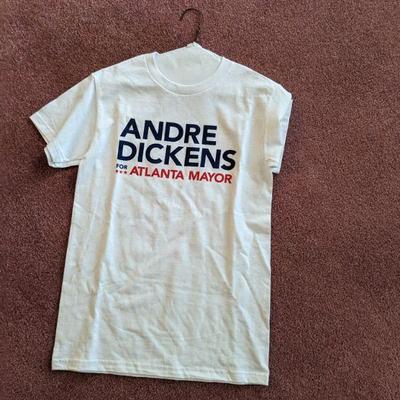 ANDRE
DICKENS
FOR
ATLANTA MAYOR